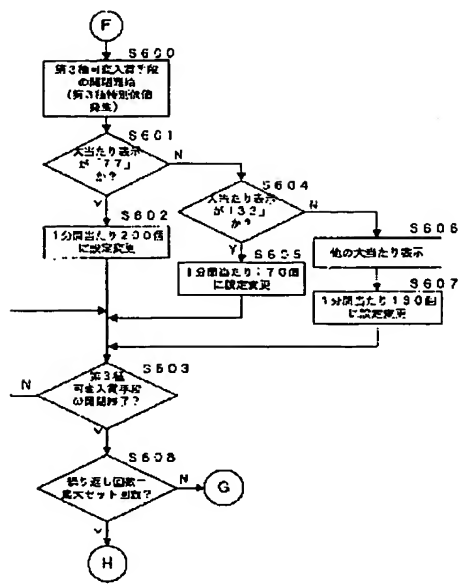 F
S600
第3種可変入賞手段
の開閉開始
(第3種特別価値
発生)
S601
大当たり表示
が「77」
か?
N
Y
S602
1分間当たり200個
に設定変更
S604
大当たり表示
が「33」
か?
N
Y
S605
1分間当たり170個
に設定変更
S606
他の大当たり表示
S607
1分間当たり190個
に設定変更
S603
第3種
可変入賞手段
の開閉終了?
N
Y
S608
繰り返し回数=
最大セット回数?
N
G
Y
H